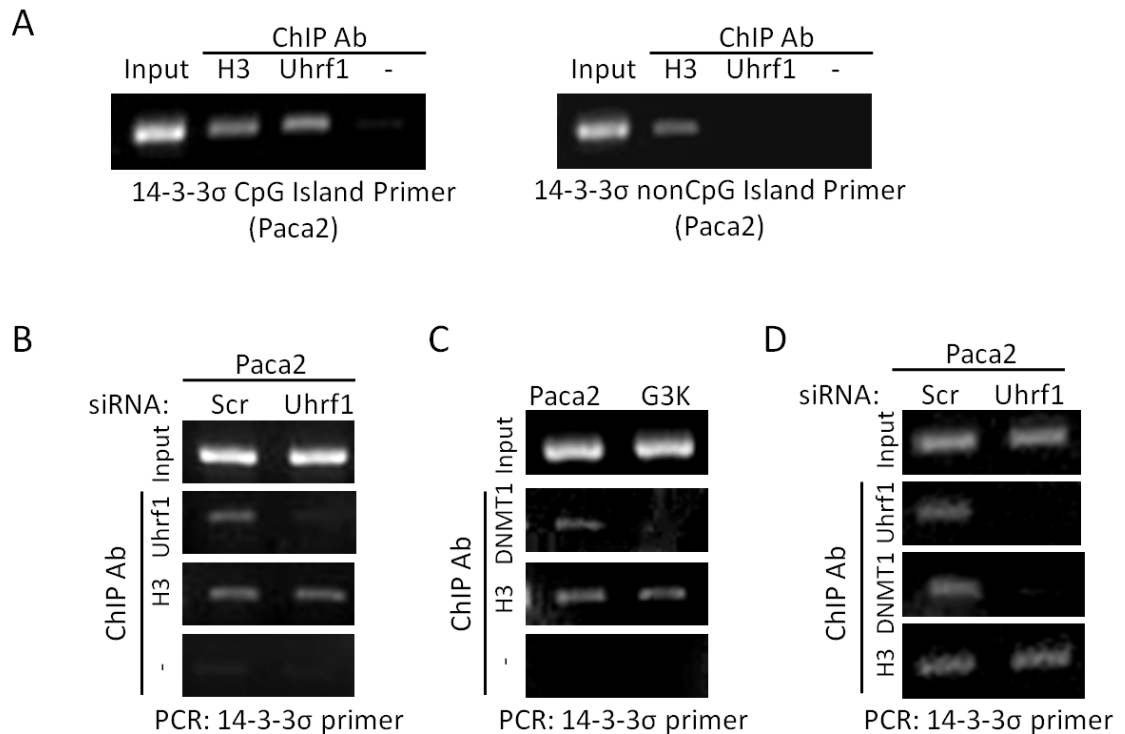 A
ChIP Ab
Input H3 Uhrf1 -
14-3-3σ CpG Island Primer
(Paca2)
ChIP Ab
Input H3 Uhrf1 -
14-3-3σ nonCpG Island Primer
(Paca2)
B
Paca2
siRNA: Scr Uhrf1
Input
Uhrf1
H3
-
ChIP Ab
PCR: 14-3-3σ primer
C
Paca2 G3K
Input
DNMT1
H3
-
ChIP Ab
PCR: 14-3-3σ primer
D
Paca2
siRNA: Scr Uhrf1
Input
Uhrf1
DNMT1
H3
ChIP Ab
PCR: 14-3-3σ primer